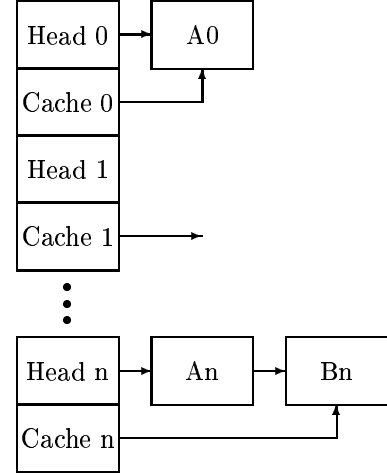 Head 0 A0
Cache 0
Head 1
Cache 1
Head n An Bn
Cache n